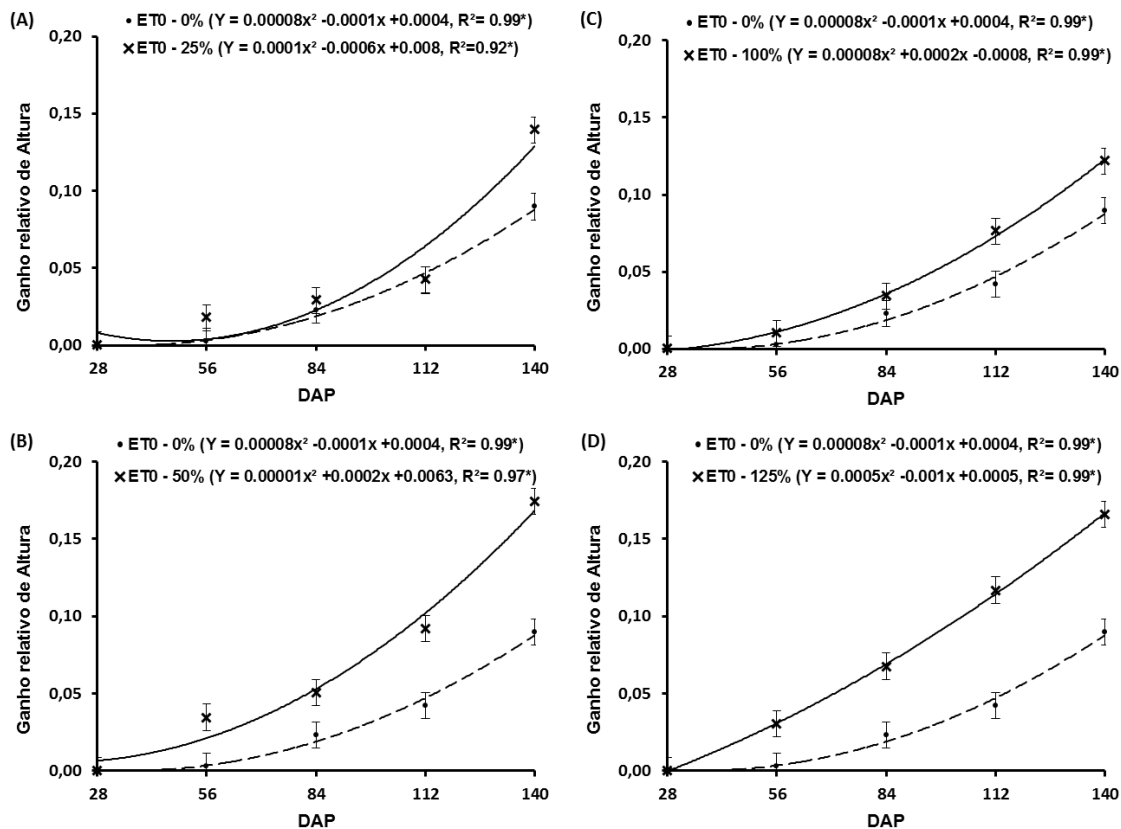 (A)
• ET0 - 0% (Y = 0.00008x² -0.0001x +0.0004, R²= 0.99*)
× ET0 - 25% (Y = 0.0001x² -0.0006x +0.008, R²=0.92*)
Ganho relativo de Altura
0,20
0,15
0,10
0,05
0,00
28 56 84 112 140
DAP
(C)
• ET0 - 0% (Y = 0.00008x² -0.0001x +0.0004, R²= 0.99*)
× ET0 - 100% (Y = 0.00008x² +0.0002x -0.0008, R²= 0.99*)
Ganho relativo de Altura
0,20
0,15
0,10
0,05
0,00
28 56 84 112 140
DAP
(B)
• ET0 - 0% (Y = 0.00008x² -0.0001x +0.0004, R²= 0.99*)
× ET0 - 50% (Y = 0.00001x² +0.0002x +0.0063, R²= 0.97*)
Ganho relativo de Altura
0,20
0,15
0,10
0,05
0,00
28 56 84 112 140
DAP
(D)
• ET0 - 0% (Y = 0.00008x² -0.0001x +0.0004, R²= 0.99*)
× ET0 - 125% (Y = 0.0005x² -0.001x +0.0005, R²= 0.99*)
Ganho relativo de Altura
0,20
0,15
0,10
0,05
0,00
28 56 84 112 140
DAP